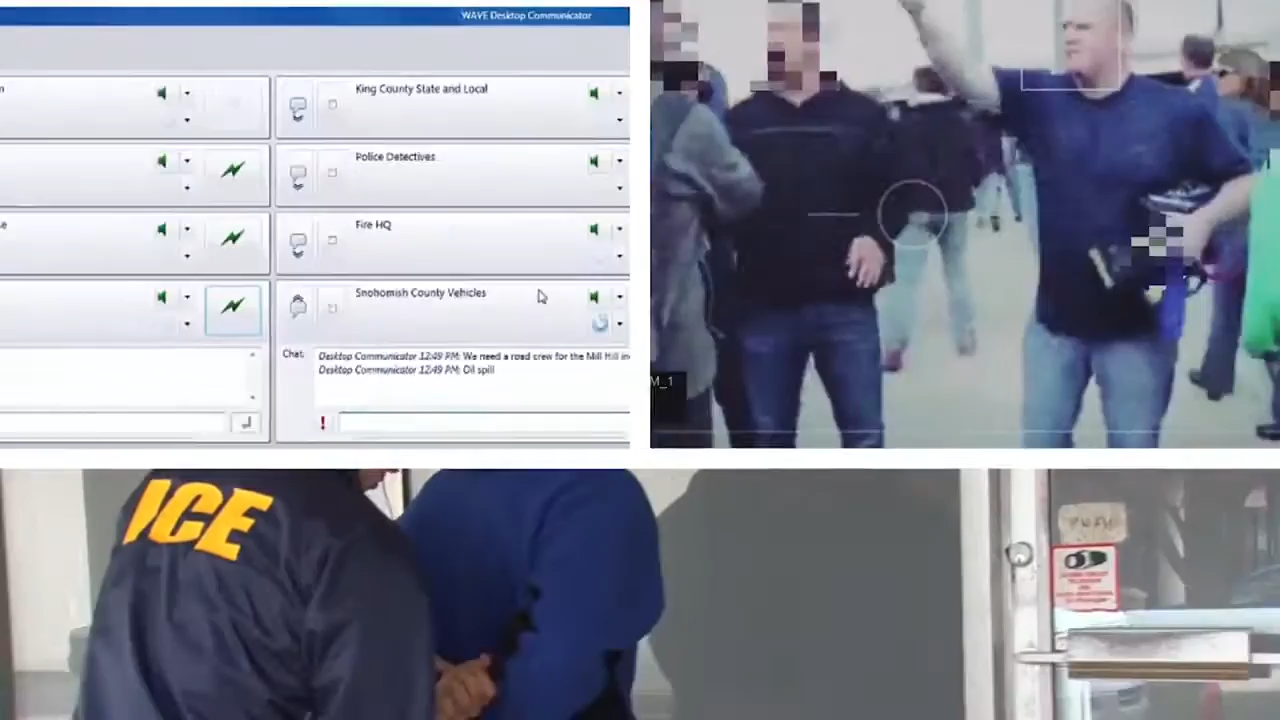 WAVE Desktop Communicator
King County State and Local
Police Detectives
Fire HQ
Snohomish County Vehicles
Chat:
Desktop Communicator 12:49 PM: We need a road crew for the Mill Hill in
Desktop Communicator 12:49 PM: Oil spill
M_1
ICE